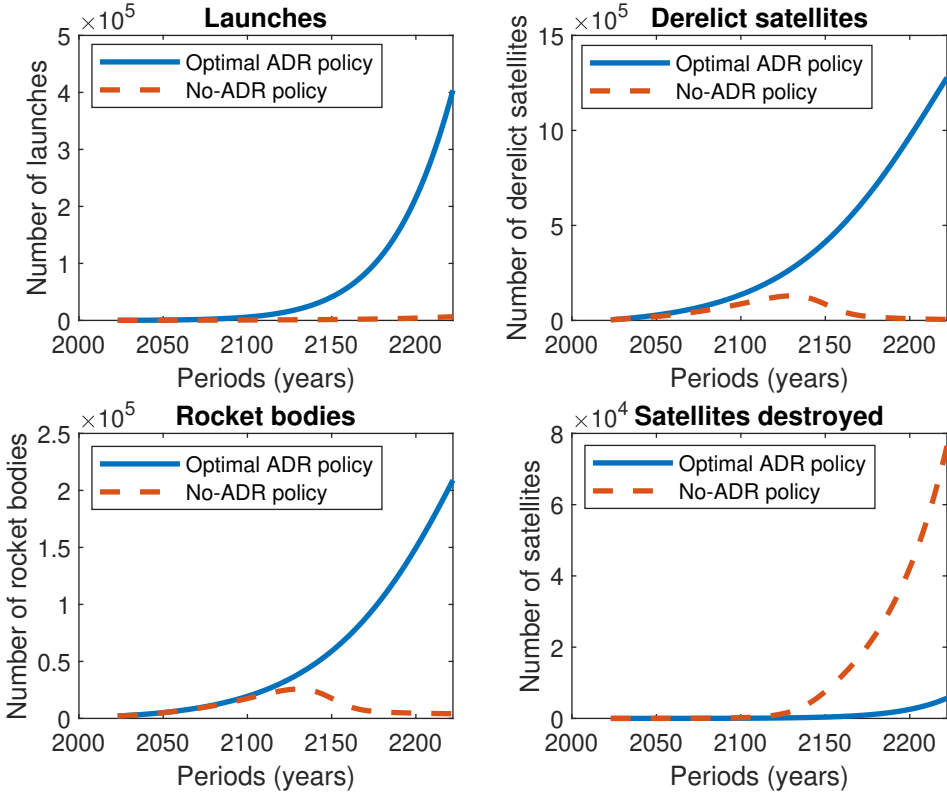 Launches
×10^5
Number of launches
5
4
3
2
1
0
Optimal ADR policy
No-ADR policy
2000 2050 2100 2150 2200
Periods (years)
Derelict satellites
×10^5
Number of derelict satellites
15
10
5
0
Optimal ADR policy
No-ADR policy
2000 2050 2100 2150 2200
Periods (years)
Rocket bodies
×10^5
Number of rocket bodies
2.5
2
1.5
1
0.5
0
Optimal ADR policy
No-ADR policy
2000 2050 2100 2150 2200
Periods (years)
Satellites destroyed
×10^4
Number of satellites
8
6
4
2
0
Optimal ADR policy
No-ADR policy
2000 2050 2100 2150 2200
Periods (years)